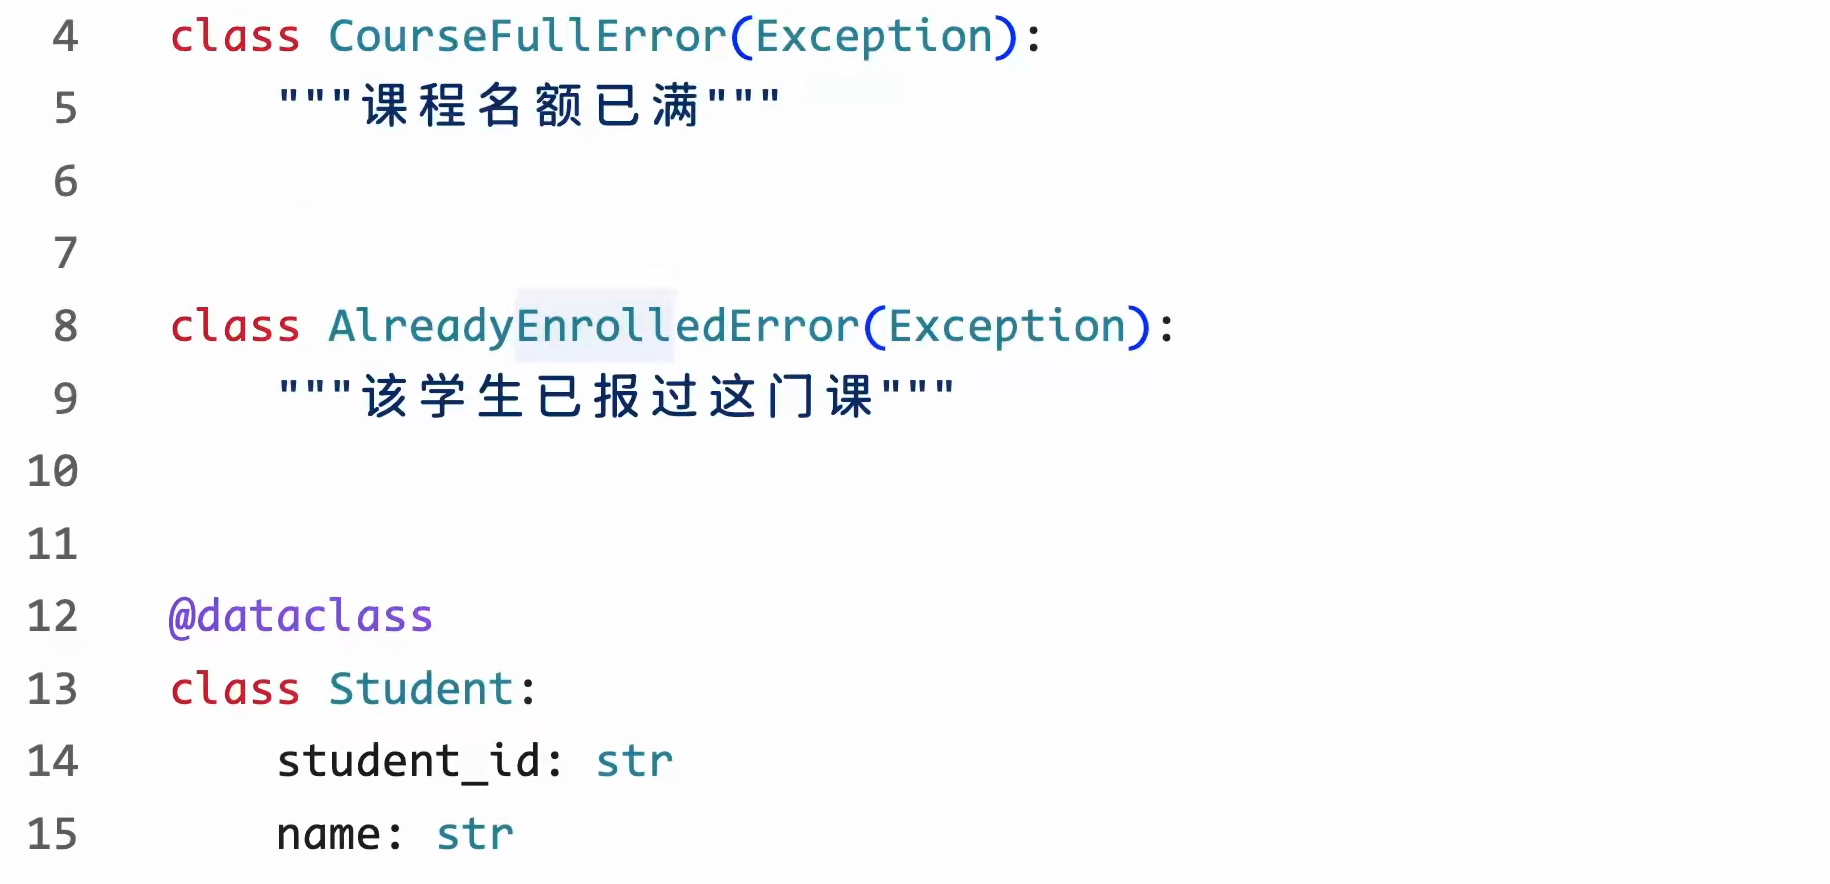 4 class CourseFullError(Exception):
5 """课程名额已满"""
6
7
8 class AlreadyEnrolledError(Exception):
9 """该学生已报过这门课"""
10
11
12 @dataclass
13 class Student:
14 student_id: str
15 name: str